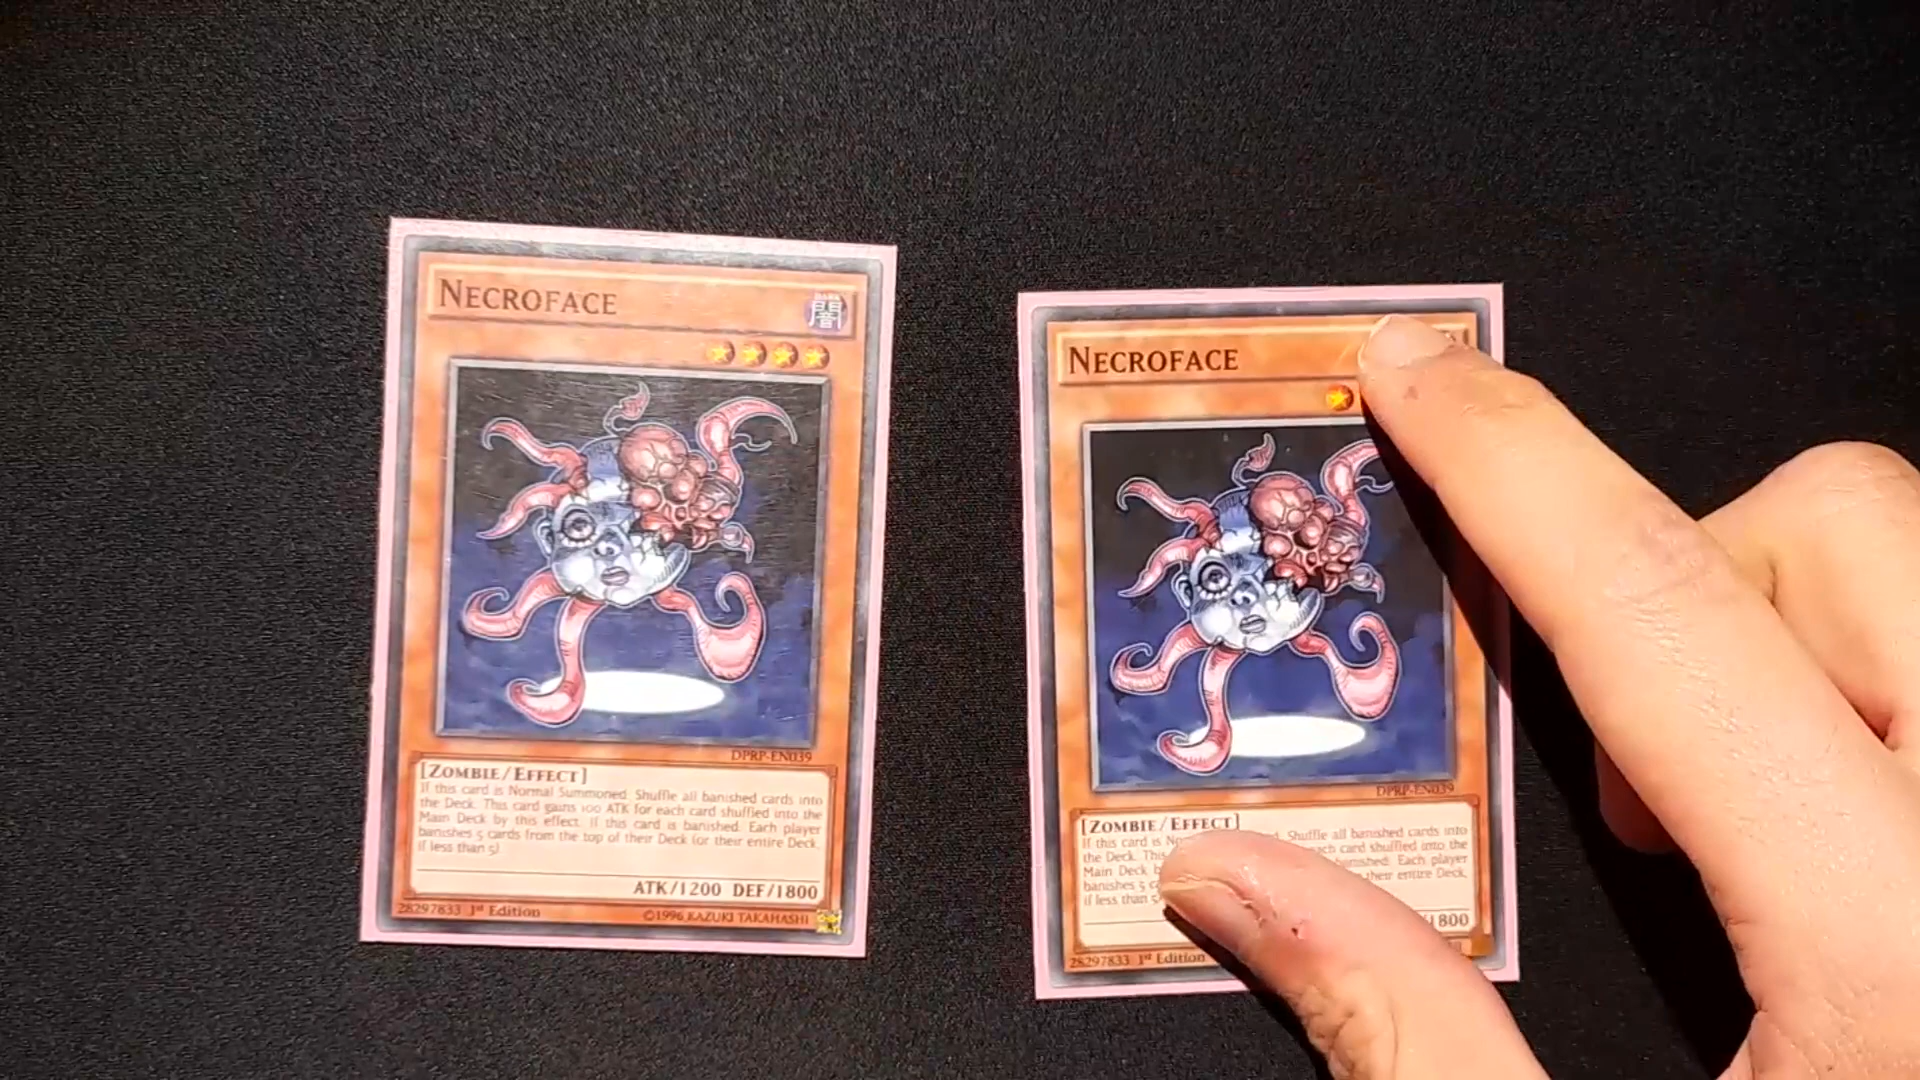 NECROFACE
DARK
闇
DPRP-EN039
[ZOMBIE/EFFECT]
If this card is Normal Summoned: Shuffle all banished cards into
the Deck. This card gains 100 ATK for each card shuffled into the
Main Deck by this effect. If this card is banished: Each player
banishes 5 cards from the top of their Deck (or their entire Deck,
if less than 5).
ATK/1200 DEF/1800
28297833 1st Edition
©1996 KAZUKI TAKAHASHI
NECROFACE
DPRP-EN039
[ZOMBIE/EFFECT]
If this card is Shuffle all banished cards into
the Deck. This each card shuffled into the
Main Deck banished: Each player
banishes 5 their entire Deck,
if less than 5
/1800
28297833 1st Edition